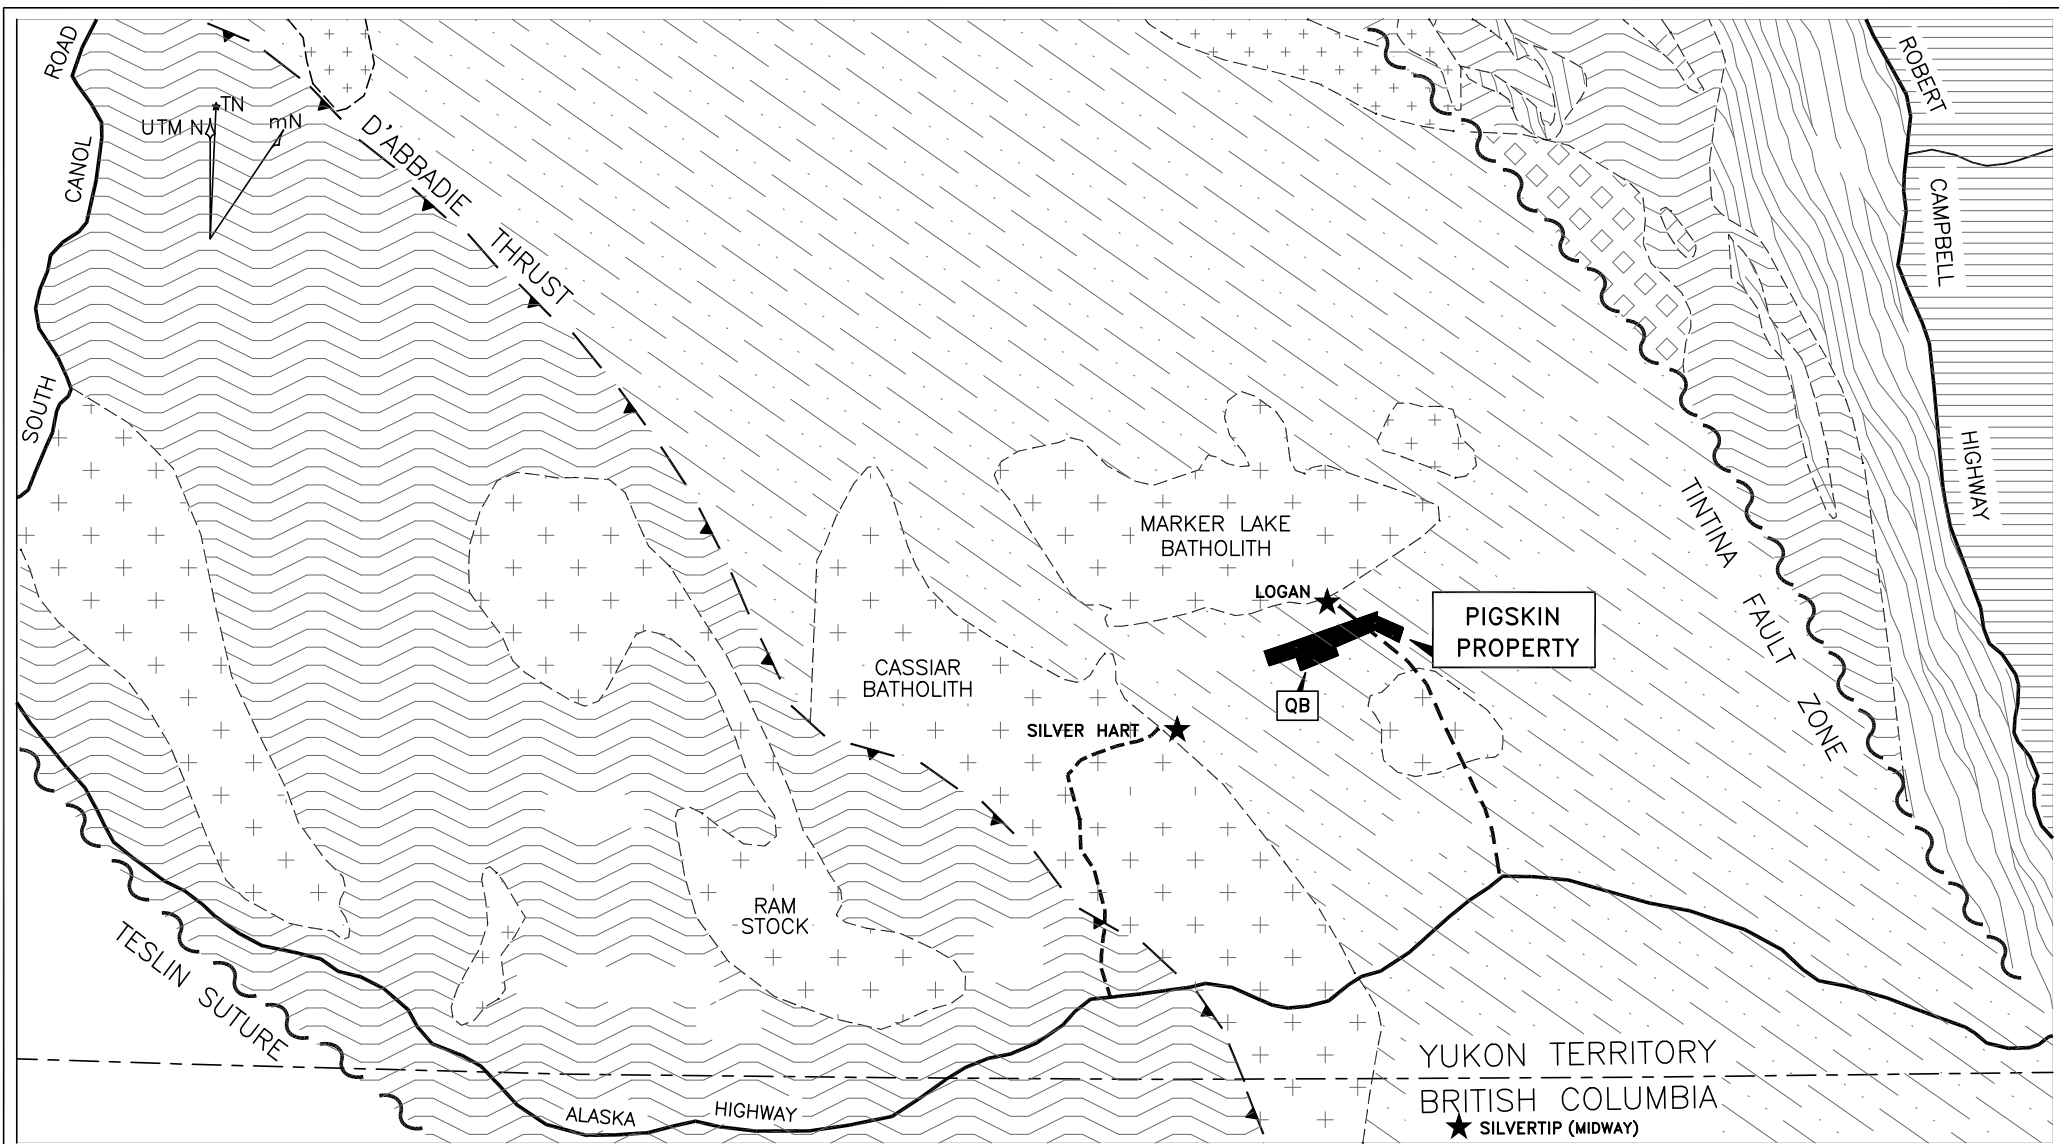 ROAD
CANOL
SOUTH
TN
UTM N
mN
D'ABBADIE
THRUST
ROBERT
CAMPBELL
HIGHWAY
TINTINA
FAULT
ZONE
MARKER LAKE
BATHOLITH
LOGAN
PIGSKIN
PROPERTY
QB
CASSIAR
BATHOLITH
SILVER HART
RAM
STOCK
TESLIN SUTURE
YUKON TERRITORY
BRITISH COLUMBIA
SILVERTIP (MIDWAY)
ALASKA
HIGHWAY